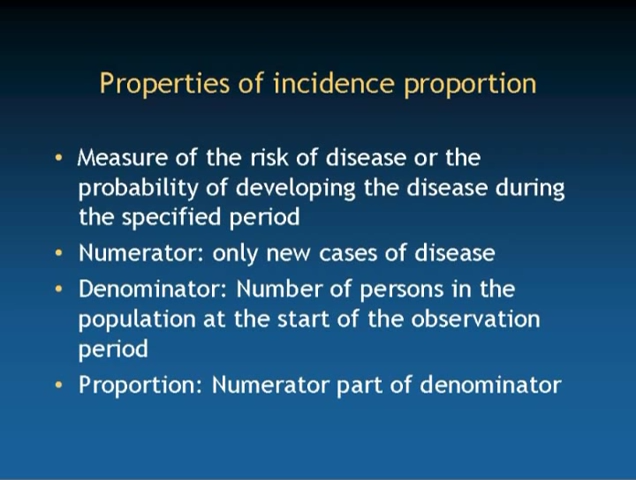 Properties of incidence proportion
• Measure of the risk of disease or the
probability of developing the disease during
the specified period
• Numerator: only new cases of disease
• Denominator: Number of persons in the
population at the start of the observation
period
• Proportion: Numerator part of denominator